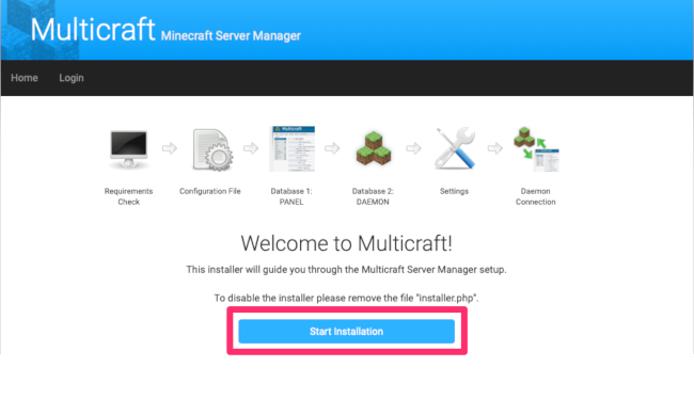 Multicraft Minecraft Server Manager
Home Login
Requirements Check
Configuration File
Database 1: PANEL
Database 2: DAEMON
Settings
Daemon Connection
Welcome to Multicraft!
This installer will guide you through the Multicraft Server Manager setup.
To disable the installer please remove the file "installer.php".
Start Installation